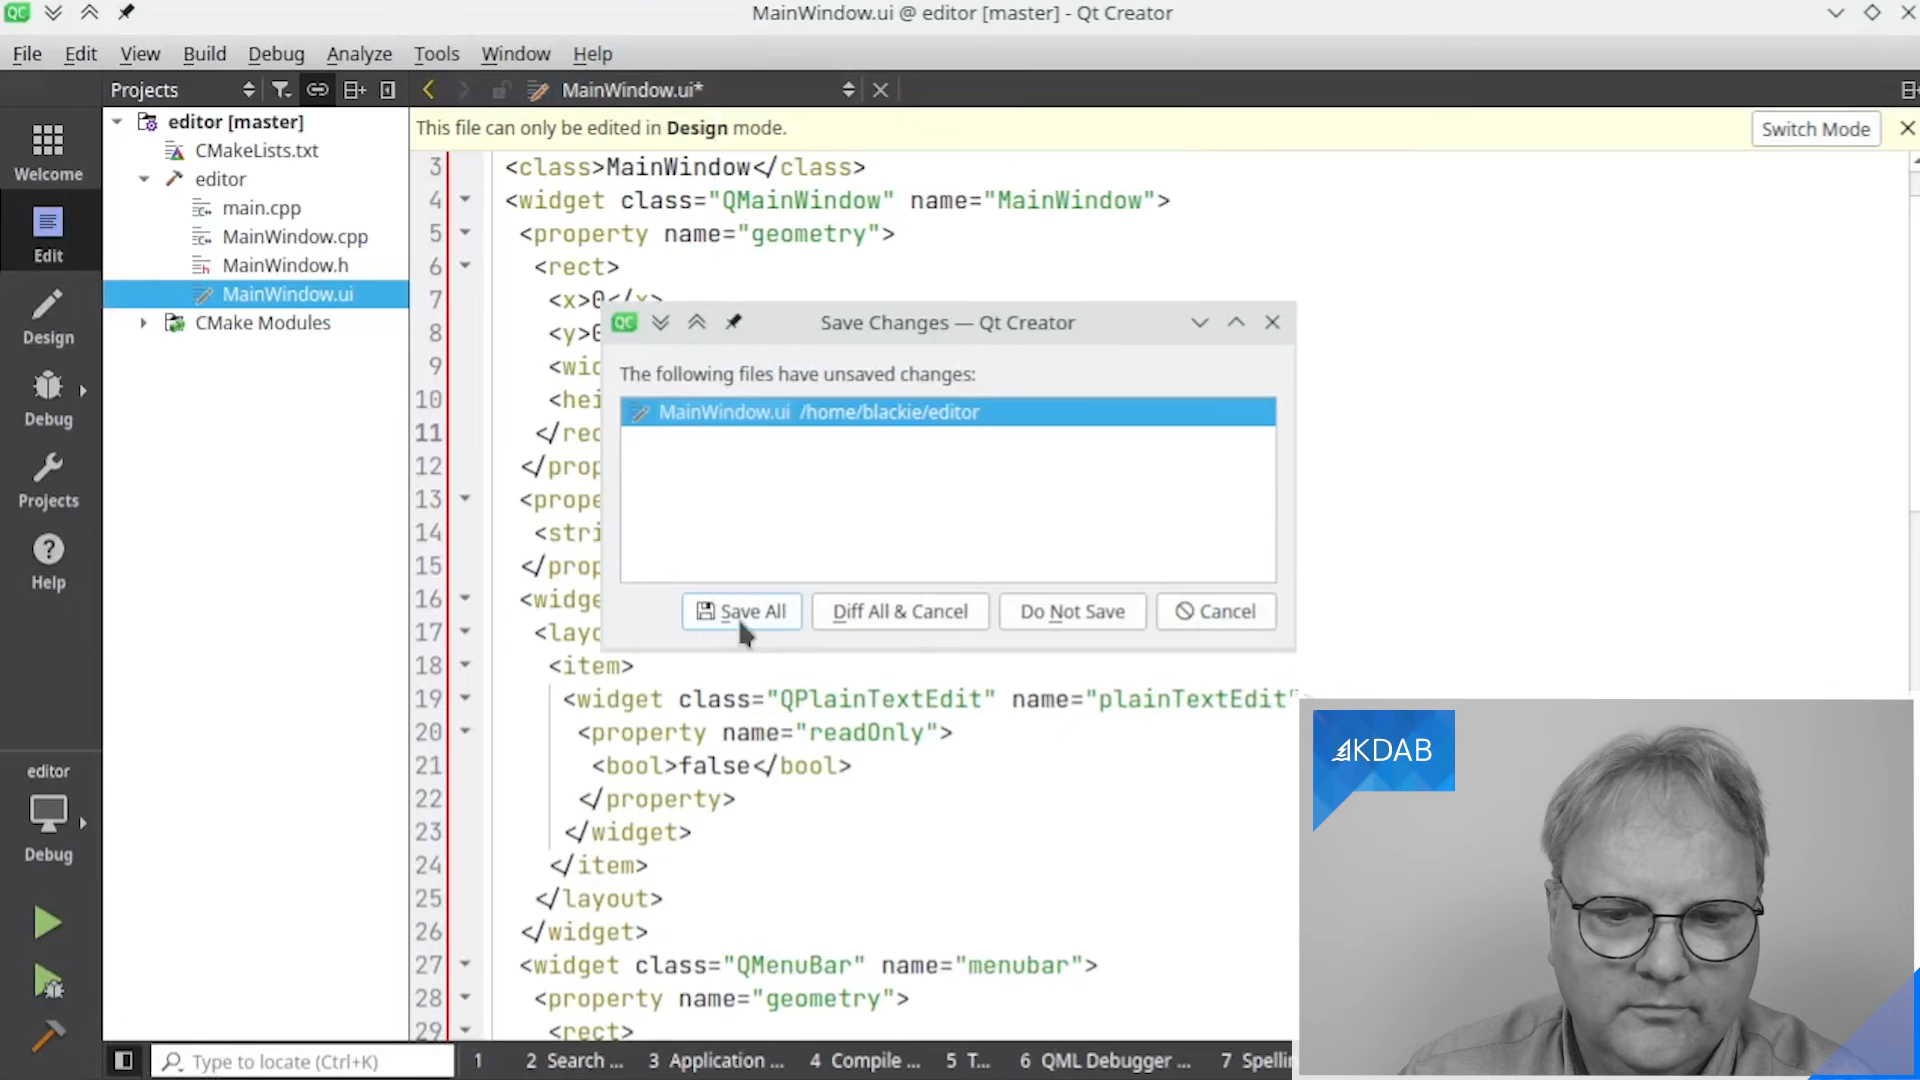 MainWindow.ui @ editor [master] - Qt Creator
File Edit View Build Debug Analyze Tools Window Help
Projects
MainWindow.ui*
This file can only be edited in Design mode.
Switch Mode
Welcome
Edit
Design
Debug
Projects
Help
editor
Debug
editor [master]
CMakeLists.txt
editor
main.cpp
MainWindow.cpp
MainWindow.h
MainWindow.ui
CMake Modules
3 <class>MainWindow</class>
4 <widget class="QMainWindow" name="MainWindow">
5 <property name="geometry">
6 <rect>
7 <x>0</x>
8 <y>
9 <wid
10 <hei
11 </rec
12 </prop
13 <prope
14 <stri
15 </prop
16 <widge
17 <layo
18 <item>
19 <widget class="QPlainTextEdit" name="plainTextEdit"
20 <property name="readOnly">
21 <bool>false</bool>
22 </property>
23 </widget>
24 </item>
25 </layout>
26 </widget>
27 <widget class="QMenuBar" name="menubar">
28 <property name="geometry">
29 <rect>
Save Changes — Qt Creator
The following files have unsaved changes:
MainWindow.ui /home/blackie/editor
Save All
Diff All & Cancel
Do Not Save
Cancel
KDAB
Type to locate (Ctrl+K)
1 2 Search ... 3 Application ... 4 Compile ... 5 T... 6 QML Debugger ... 7 Spellin